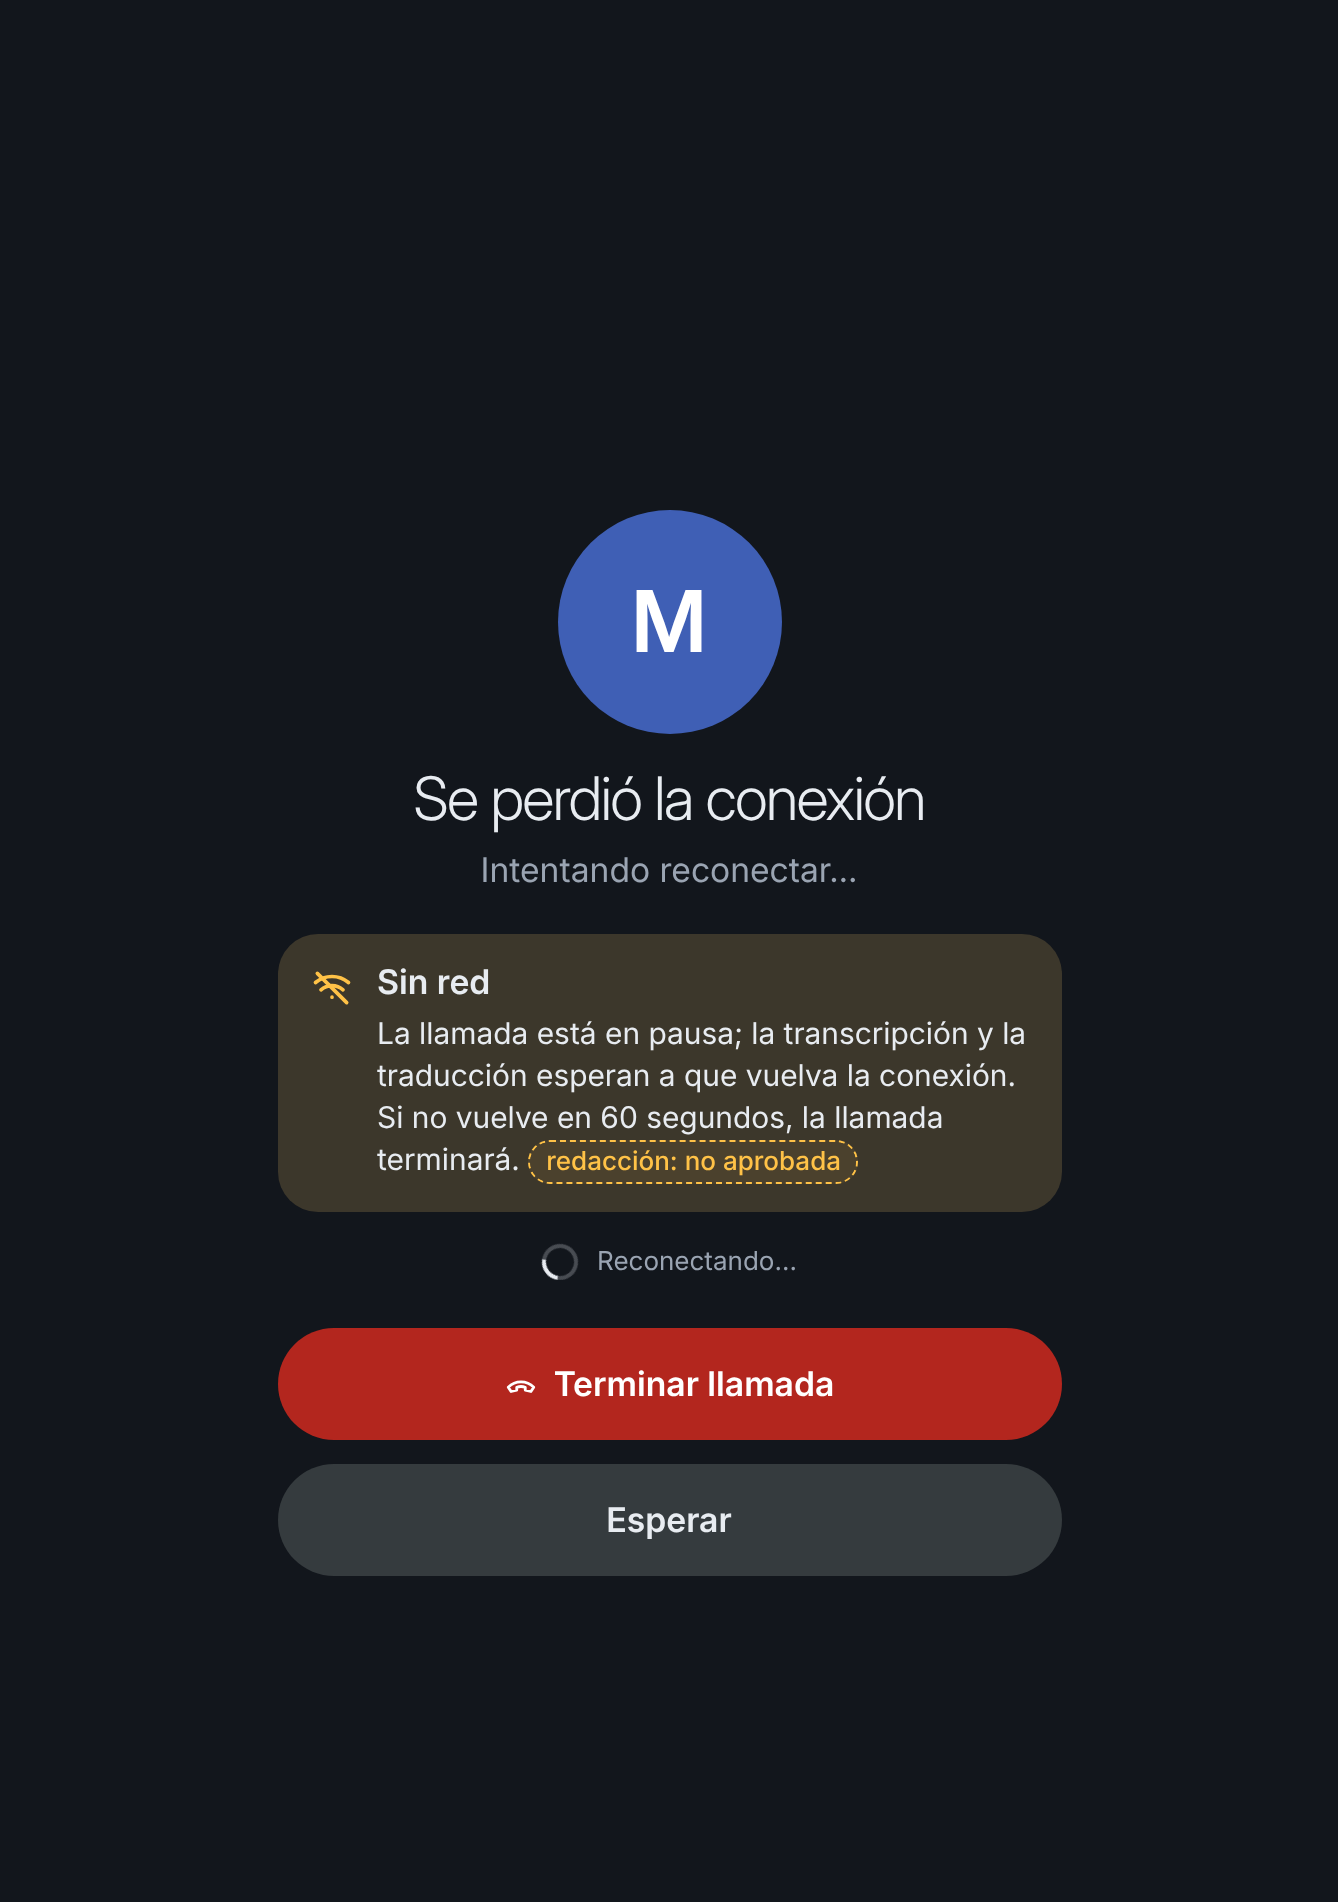 M
Se perdió la conexión
Intentando reconectar...
Sin red
La llamada está en pausa; la transcripción y la
traducción esperan a que vuelva la conexión.
Si no vuelve en 60 segundos, la llamada
terminará. redacción: no aprobada
Reconectando...
Terminar llamada
Esperar